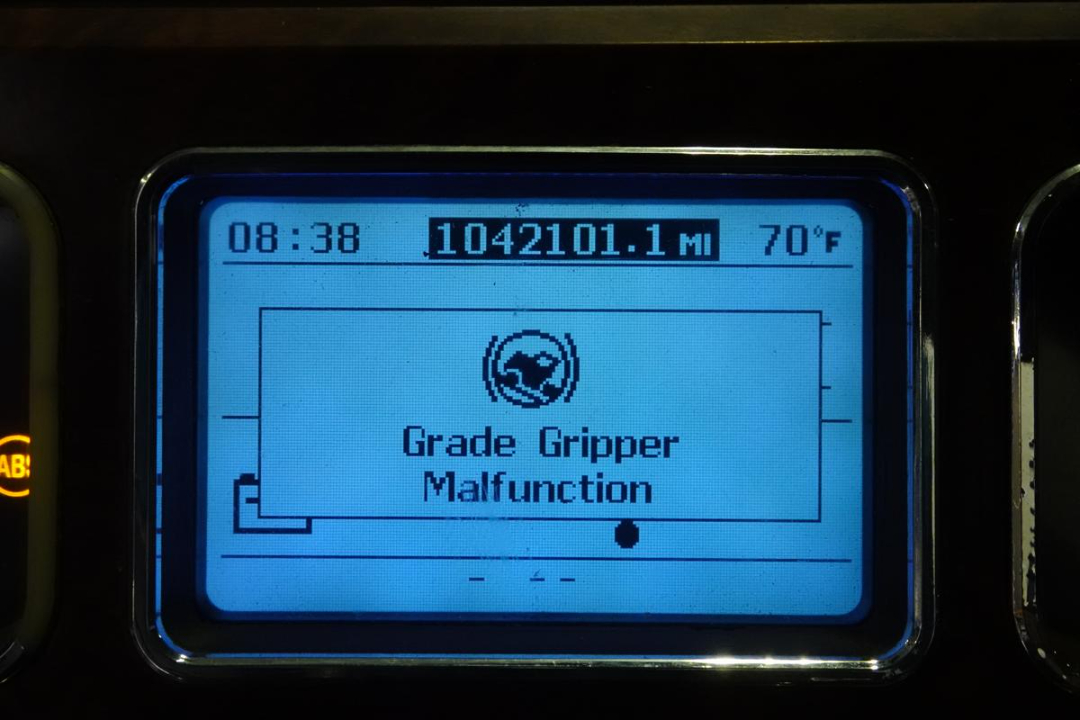 08:38 1042101.1 MI 70°F
Grade Gripper
Malfunction
ABS
- - -